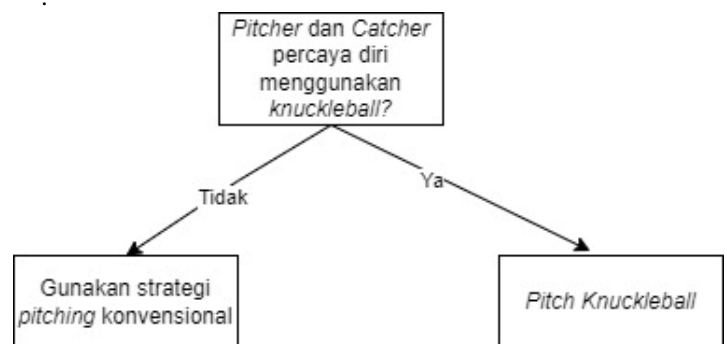 Pitcher dan Catcher
percaya diri
menggunakan
knuckleball?
Tidak
Ya
Gunakan strategi
pitching konvensional
Pitch Knuckleball